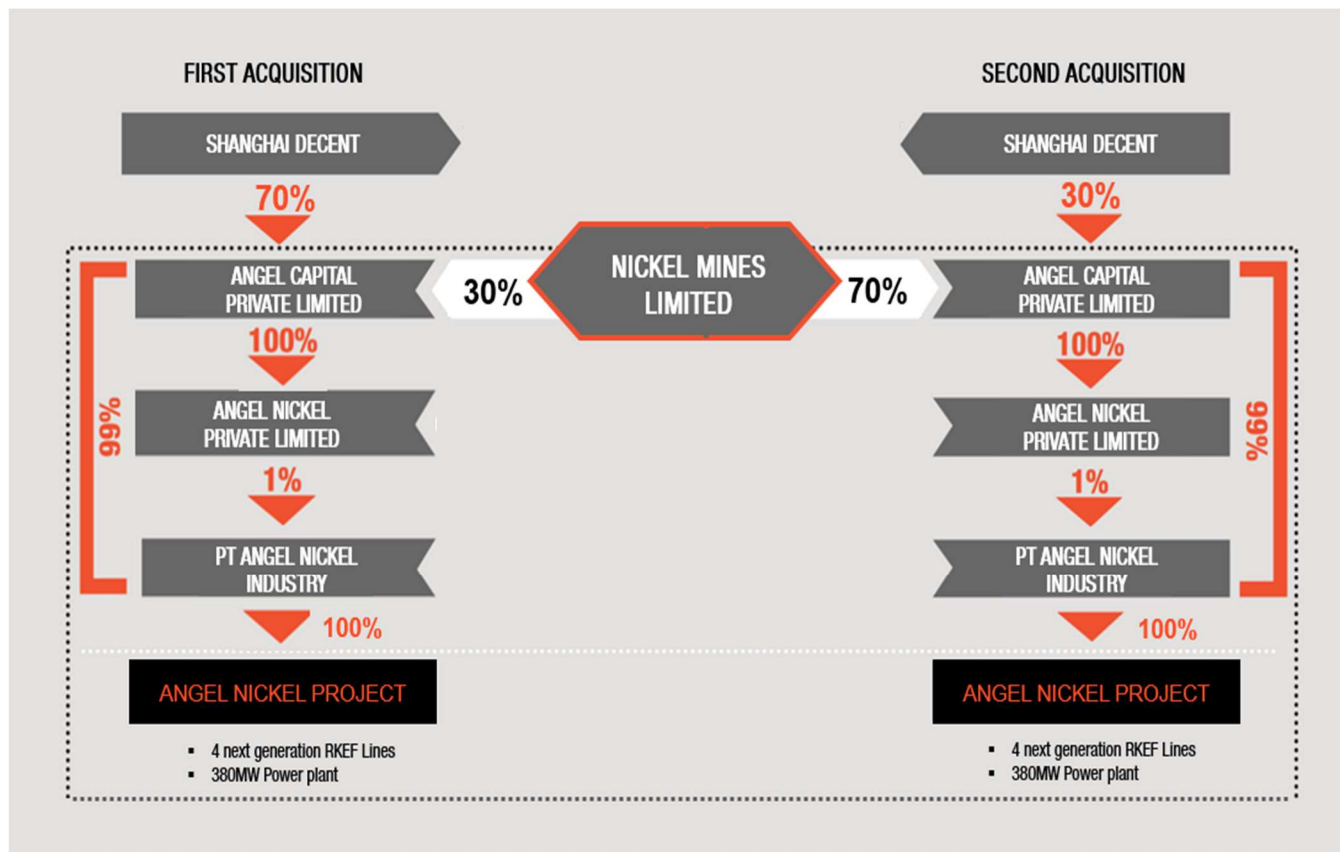 FIRST ACQUISITION
SECOND ACQUISITION
SHANGHAI DECENT
SHANGHAI DECENT
70%
30%
ANGEL CAPITAL
PRIVATE LIMITED
30%
NICKEL MINES
LIMITED
70%
ANGEL CAPITAL
PRIVATE LIMITED
100%
100%
99%
ANGEL NICKEL
PRIVATE LIMITED
ANGEL NICKEL
PRIVATE LIMITED
99%
1%
1%
PT ANGEL NICKEL
INDUSTRY
PT ANGEL NICKEL
INDUSTRY
100%
100%
ANGEL NICKEL PROJECT
ANGEL NICKEL PROJECT
▪ 4 next generation RKEF Lines
▪ 380MW Power plant
▪ 4 next generation RKEF Lines
▪ 380MW Power plant